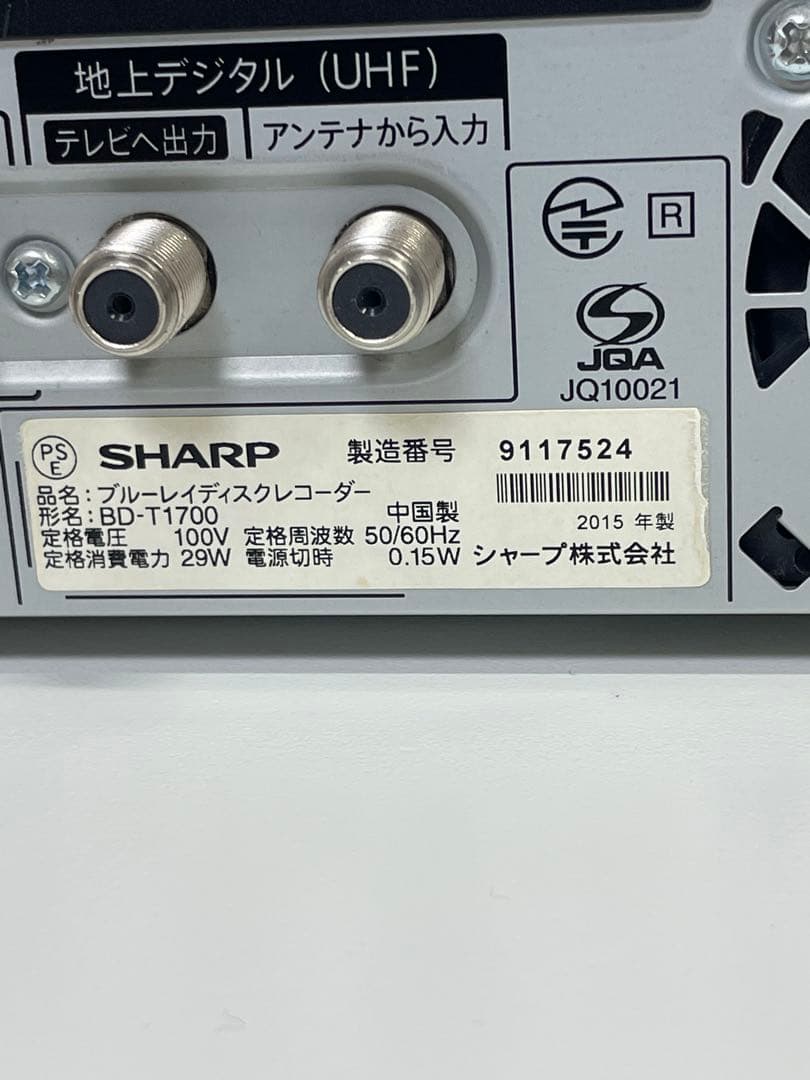 地上デジタル（UHF）
テレビへ出力 アンテナから入力
R
JQA
JQ10021
PSE SHARP 製造番号 9117524
品名：ブルーレイディスクレコーダー
形名：BD-T1700 中国製 2015 年製
定格電圧 100V 定格周波数 50/60Hz
定格消費電力 29W 電源切時 0.15W シャープ株式会社